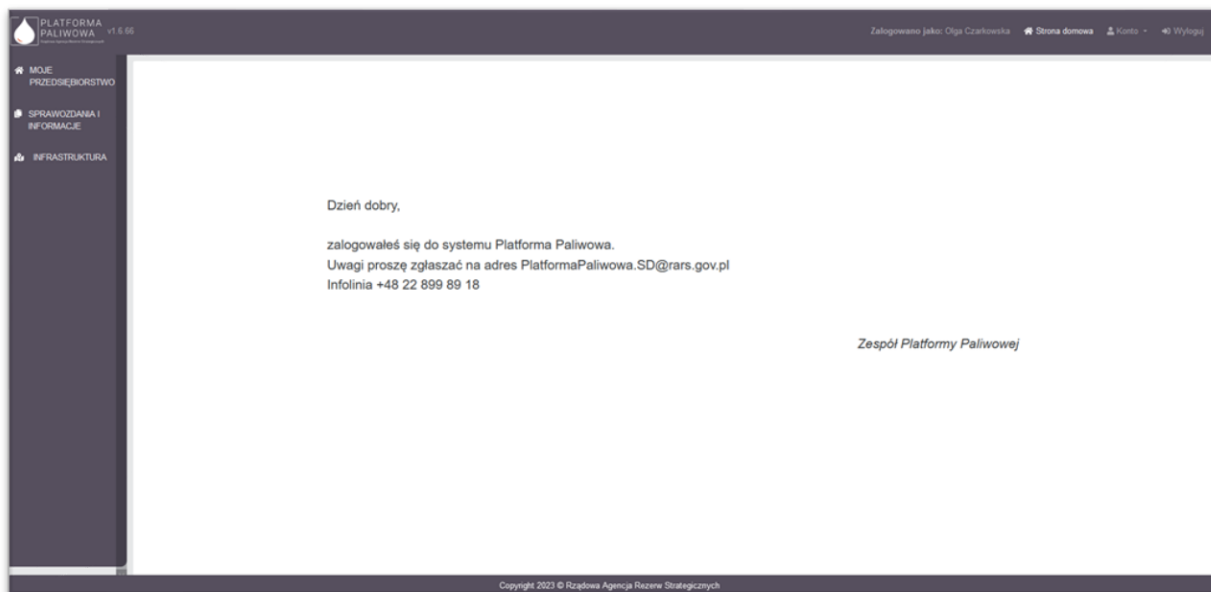 PLATFORMA
PALIWOWA v1.6.66
Zalogowano jako: Olga Czarkowska Strona domowa Konto Wyloguj
MOJE
PRZEDSIĘBIORSTWO
SPRAWOZDANIA I
INFORMACJE
INFRASTRUKTURA
Dzień dobry,
zalogowałeś się do systemu Platforma Paliwowa.
Uwagi proszę zgłaszać na adres PlatformaPaliwowa.SD@rars.gov.pl
Infolinia +48 22 899 89 18
Zespół Platformy Paliwowej
Copyright 2023 © Rządowa Agencja Rezerw Strategicznych